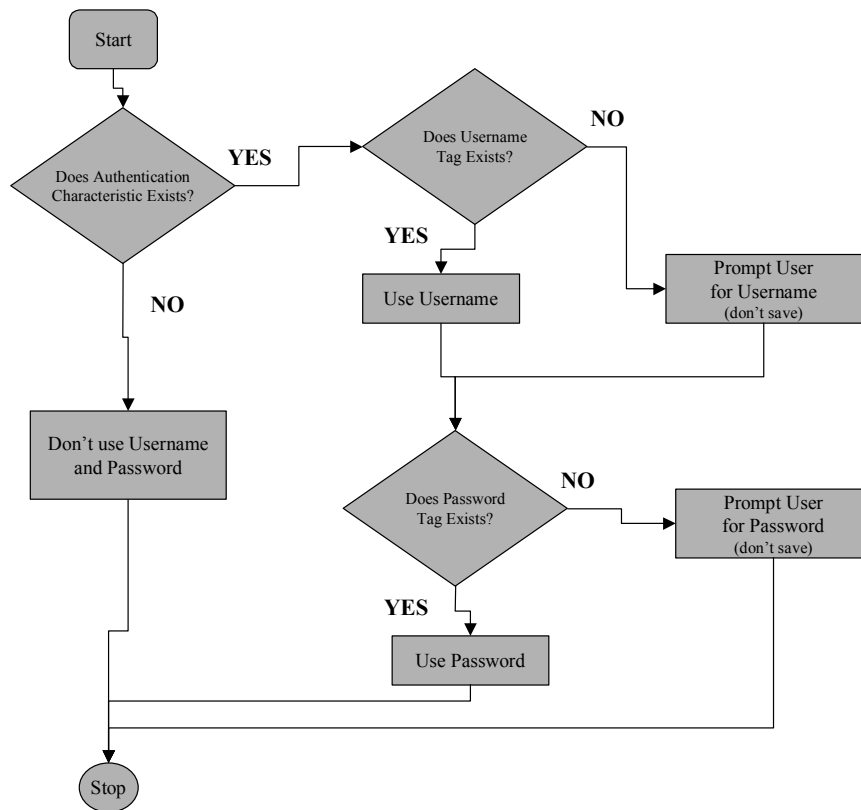 Start
Does Authentication
Characteristic Exists?
YES
Does Username
Tag Exists?
NO
YES
Use Username
Prompt User
for Username
(don't save)
NO
Don't use Username
and Password
Does Password
Tag Exists?
NO
Prompt User
for Password
(don't save)
YES
Use Password
Stop